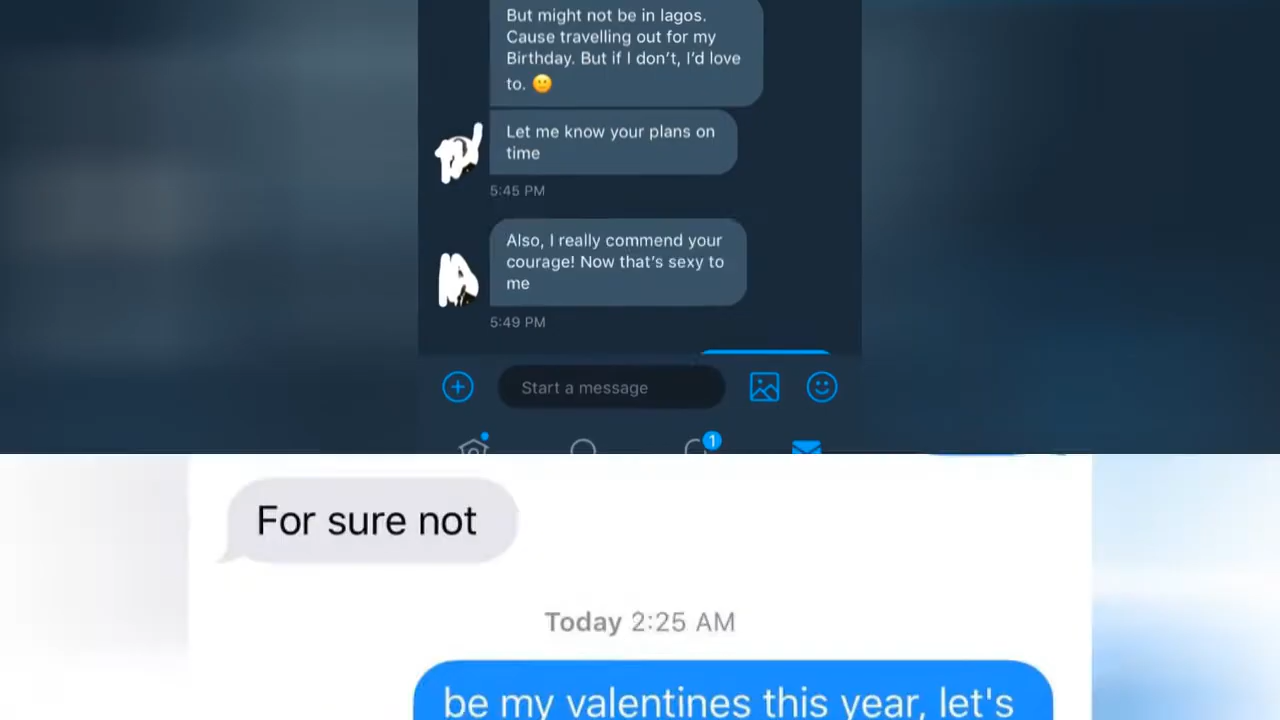 But might not be in lagos.
Cause travelling out for my
Birthday. But if I don’t, I’d love
to. 🙂
Let me know your plans on
time
5:45 PM
Also, I really commend your
courage! Now that’s sexy to
me
5:49 PM
Start a message
1
For sure not
Today 2:25 AM
be my valentines this year, let's